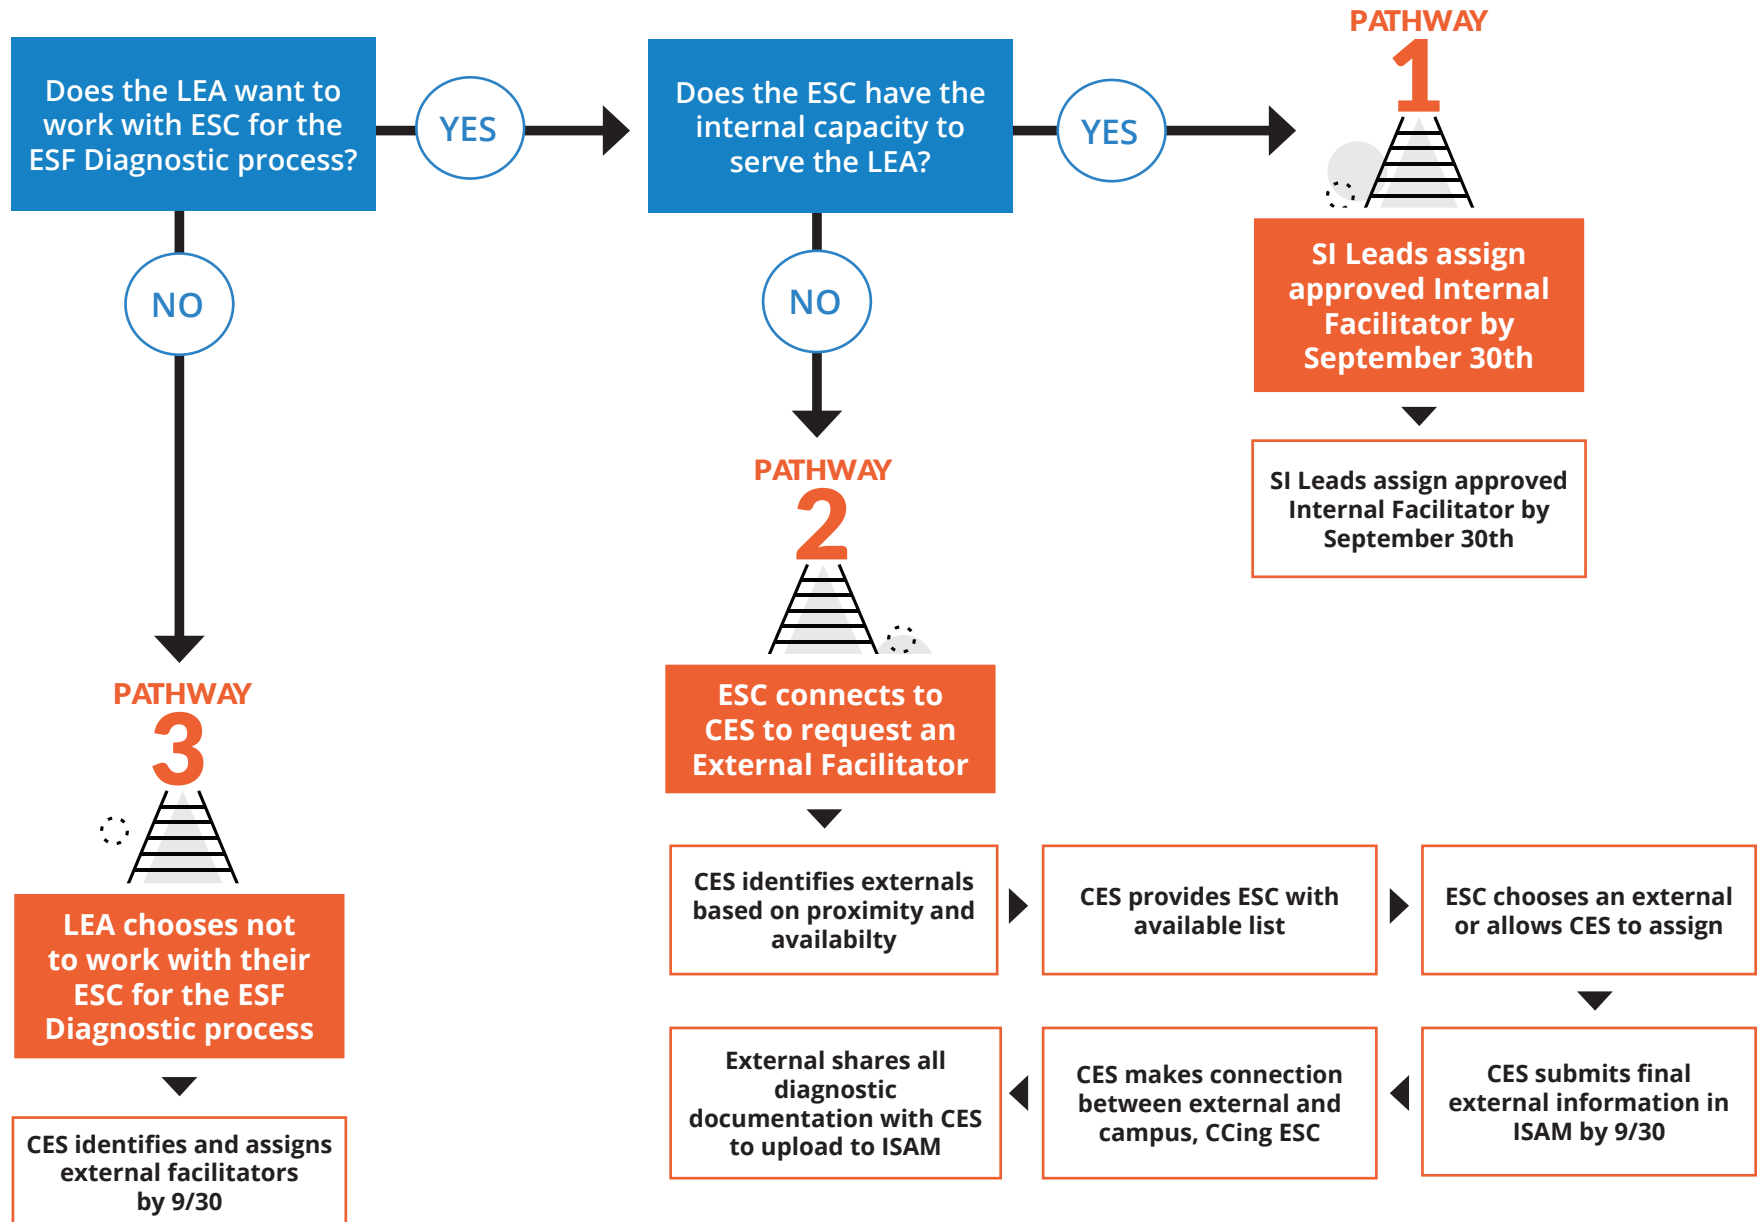 Does the LEA want to
work with ESC for the
ESF Diagnostic process?
YES
Does the ESC have the
internal capacity to
serve the LEA?
YES
PATHWAY
1
SI Leads assign
approved Internal
Facilitator by
September 30th
SI Leads assign approved
Internal Facilitator by
September 30th
NO
NO
PATHWAY
2
ESC connects to
CES to request an
External Facilitator
CES identifies externals
based on proximity and
availabilty
CES provides ESC with
available list
ESC chooses an external
or allows CES to assign
CES submits final
external information in
ISAM by 9/30
CES makes connection
between external and
campus, CCing ESC
External shares all
diagnostic
documentation with CES
to upload to ISAM
PATHWAY
3
LEA chooses not
to work with their
ESC for the ESF
Diagnostic process
CES identifies and assigns
external facilitators
by 9/30